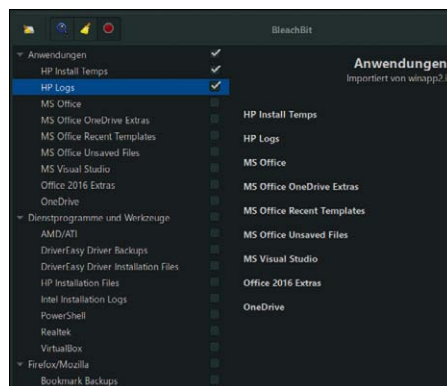 BleachBit
Anwendungen
HP Install Temps
HP Logs
MS Office
MS Office OneDrive Extras
MS Office Recent Templates
MS Office Unsaved Files
MS Visual Studio
Office 2016 Extras
OneDrive
Dienstprogramme und Werkzeuge
AMD/ATI
DriverEasy Driver Backups
DriverEasy Driver Installation Files
HP Installation Files
Intel Installation Logs
PowerShell
Realtek
VirtualBox
Firefox/Mozilla
Bookmark Backups
Anwendungen
Importiert von winapp2.i
HP Install Temps
HP Logs
MS Office
MS Office OneDrive Extras
MS Office Recent Templates
MS Office Unsaved Files
MS Visual Studio
Office 2016 Extras
OneDrive